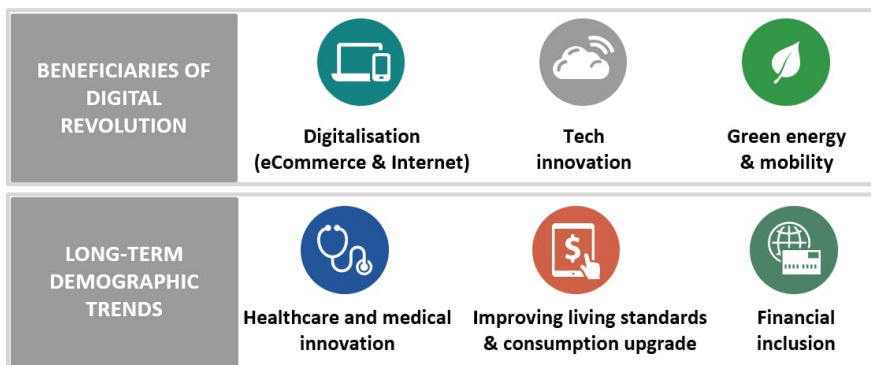 BENEFICIARIES OF
DIGITAL
REVOLUTION
Digitalisation
(eCommerce & Internet)
Tech
innovation
Green energy
& mobility
LONG-TERM
DEMOGRAPHIC
TRENDS
$
Healthcare and medical
innovation
Improving living standards
& consumption upgrade
Financial
inclusion